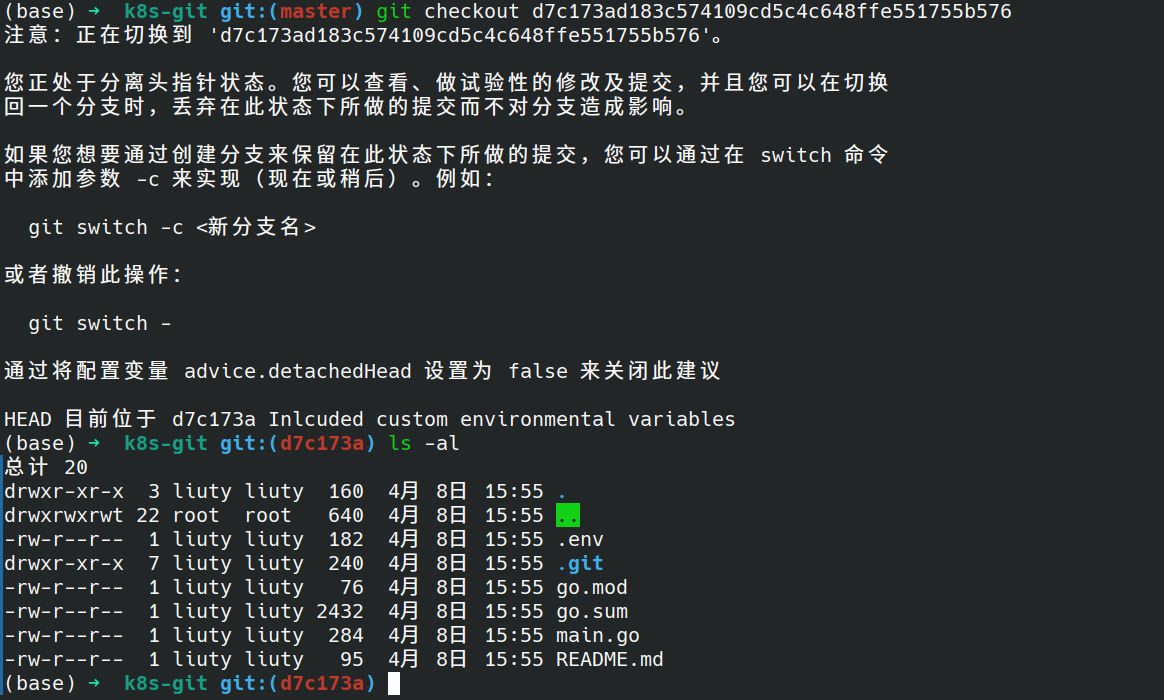 (base) ➜  k8s-git git:(master) git checkout d7c173ad183c574109cd5c4c648ffe551755b576
注意：正在切换到 'd7c173ad183c574109cd5c4c648ffe551755b576'。
您正处于分离头指针状态。您可以查看、做试验性的修改及提交，并且您可以在切换
回一个分支时，丢弃在此状态下所做的提交而不对分支造成影响。
如果您想要通过创建分支来保留在此状态下所做的提交，您可以通过在 switch 命令
中添加参数 -c 来实现（现在或稍后）。例如：
  git switch -c <新分支名>
或者撤销此操作：
  git switch -
通过将配置变量 advice.detachedHead 设置为 false 来关闭此建议
HEAD 目前位于 d7c173a Inlcuded custom environmental variables
(base) ➜  k8s-git git:(d7c173a) ls -al
总计 20
drwxr-xr-x  3 liuty liuty  160  4月  8日 15:55 .
drwxrwxrwt 22 root  root   640  4月  8日 15:55 ..
-rw-r--r--  1 liuty liuty  182  4月  8日 15:55 .env
drwxr-xr-x  7 liuty liuty  240  4月  8日 15:55 .git
-rw-r--r--  1 liuty liuty   76  4月  8日 15:55 go.mod
-rw-r--r--  1 liuty liuty 2432  4月  8日 15:55 go.sum
-rw-r--r--  1 liuty liuty  284  4月  8日 15:55 main.go
-rw-r--r--  1 liuty liuty   95  4月  8日 15:55 README.md
(base) ➜  k8s-git git:(d7c173a)